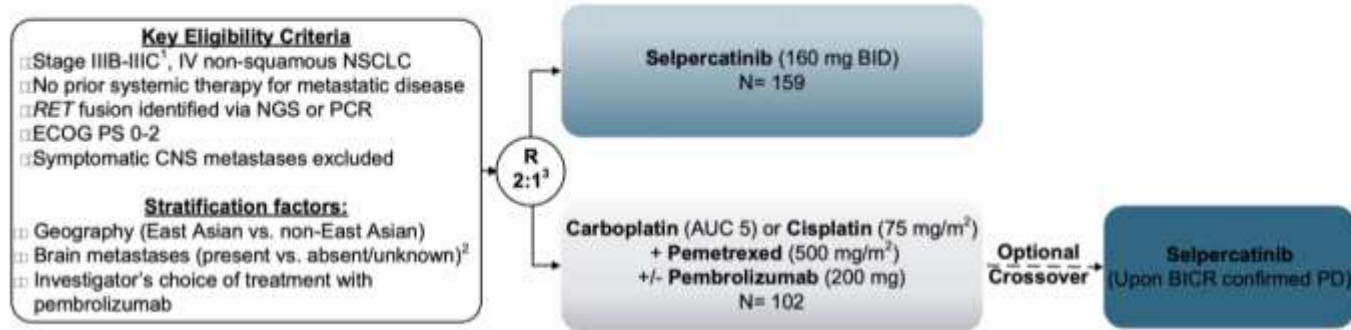 Key Eligibility Criteria
Stage IIIB-IIIC¹, IV non-squamous NSCLC
No prior systemic therapy for metastatic disease
RET fusion identified via NGS or PCR
ECOG PS 0-2
Symptomatic CNS metastases excluded
Stratification factors:
Geography (East Asian vs. non-East Asian)
Brain metastases (present vs. absent/unknown)²
Investigator's choice of treatment with
pembrolizumab
R
2:1³
Selpercatinib (160 mg BID)
N= 159
Carboplatin (AUC 5) or Cisplatin (75 mg/m²)
+ Pemetrexed (500 mg/m²)
+/- Pembrolizumab (200 mg)
N= 102
Optional
Crossover
Selpercatinib
(Upon BICR confirmed PD)